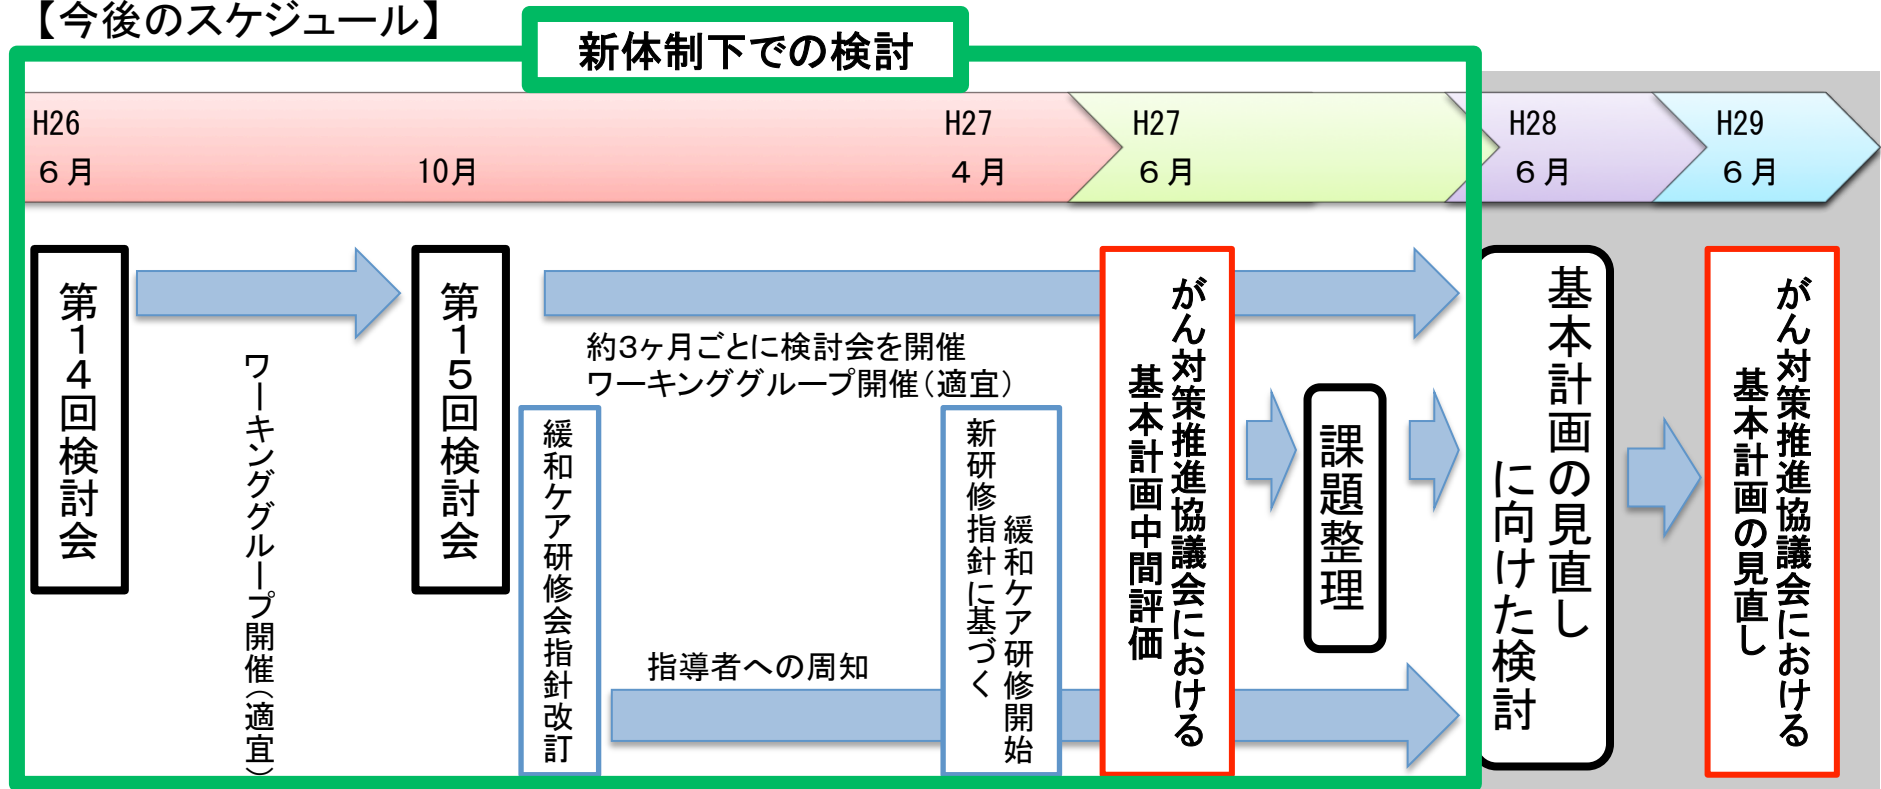 【今後のスケジュール】
新体制下での検討
H26
６月
10月
H27
４月
H27
６月
H28
６月
H29
６月
第１４回検討会
ワーキンググループ開催（適宜）
第１５回検討会
約３ヶ月ごとに検討会を開催
ワーキンググループ開催（適宜）
緩和ケア研修会指針改訂
指導者への周知
新研修指針に基づく
緩和ケア研修開始
がん対策推進協議会における
基本計画中間評価
課題整理
基本計画の見直し
に向けた検討
がん対策推進協議会における
基本計画の見直し